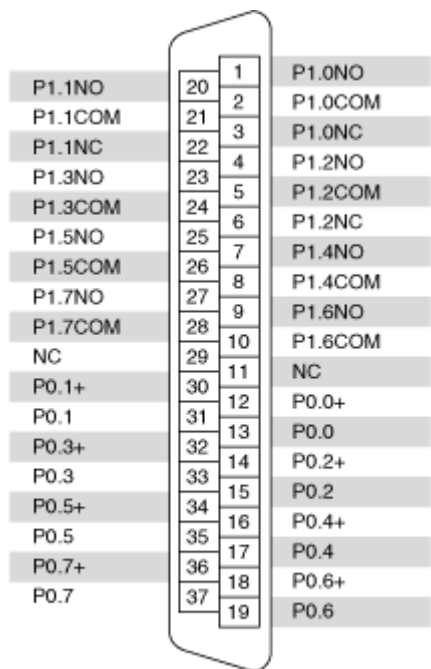 1 P1.0NO
P1.1NO 20
2 P1.0COM
P1.1COM 21
3 P1.0NC
P1.1NC 22
4 P1.2NO
P1.3NO 23
5 P1.2COM
P1.3COM 24
6 P1.2NC
P1.5NO 25
7 P1.4NO
P1.5COM 26
8 P1.4COM
P1.7NO 27
9 P1.6NO
P1.7COM 28
10 P1.6COM
NC 29
11 NC
P0.1+ 30
12 P0.0+
P0.1 31
13 P0.0
P0.3+ 32
14 P0.2+
P0.3 33
15 P0.2
P0.5+ 34
16 P0.4+
P0.5 35
17 P0.4
P0.7+ 36
18 P0.6+
P0.7 37
19 P0.6